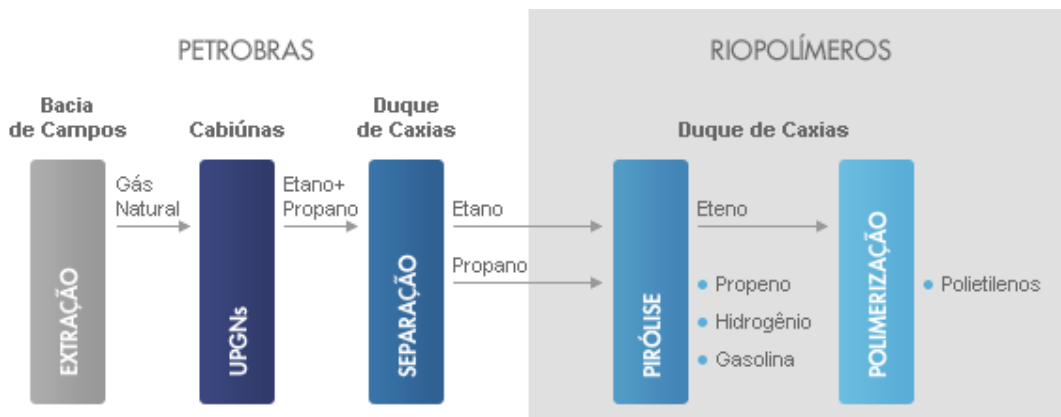 PETROBRAS
RIOPOLÍMEROS
Bacia
de Campos
Cabiúnas
Duque
de Caxias
Duque de Caxias
EXTRAÇÃO
Gás
Natural
UPGNs
Etano+
Propano
SEPARAÇÃO
Etano
Propano
PIRÓLISE
Eteno
• Propeno
• Hidrogênio
• Gasolina
POLIMERIZAÇÃO
• Polietilenos